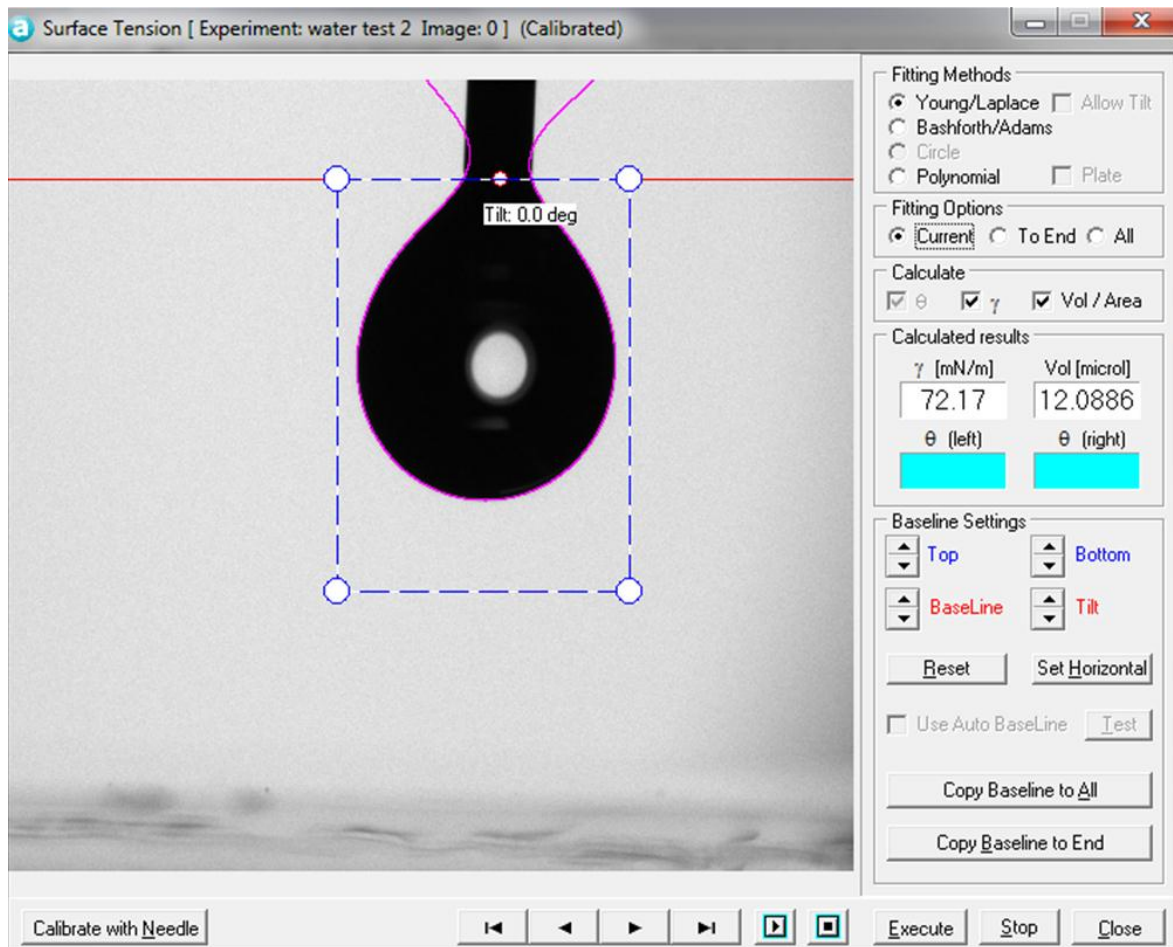 a Surface Tension [ Experiment: water test 2 Image: 0 ] (Calibrated)
Tilt: 0.0 deg
Fitting Methods
Young/Laplace Allow Tilt
Bashforth/Adams
Circle
Polynomial Plate
Fitting Options
Current To End All
Calculate
θ γ Vol / Area
Calculated results
γ [mN/m] Vol [microl]
72.17 12.0886
θ (left) θ (right)
Baseline Settings
Top Bottom
BaseLine Tilt
Reset Set Horizontal
Use Auto BaseLine Test
Copy Baseline to All
Copy Baseline to End
Calibrate with Needle Execute Stop Close